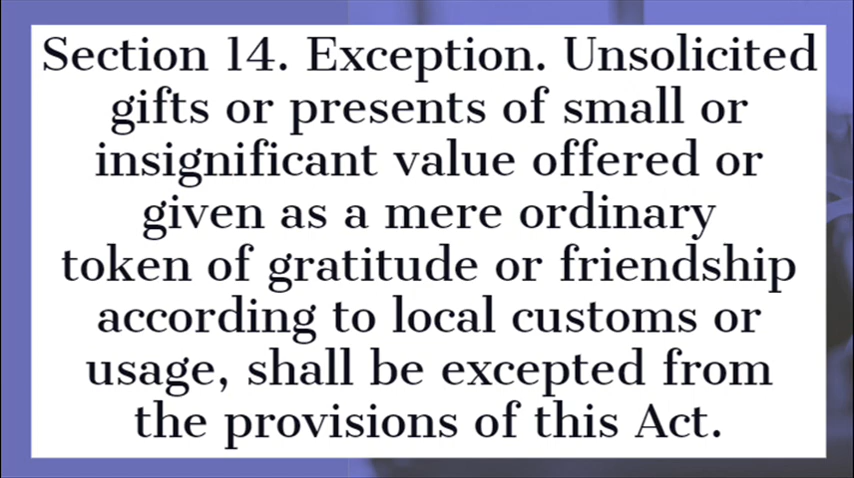 Section 14. Exception. Unsolicited
gifts or presents of small or
insignificant value offered or
given as a mere ordinary
token of gratitude or friendship
according to local customs or
usage, shall be excepted from
the provisions of this Act.